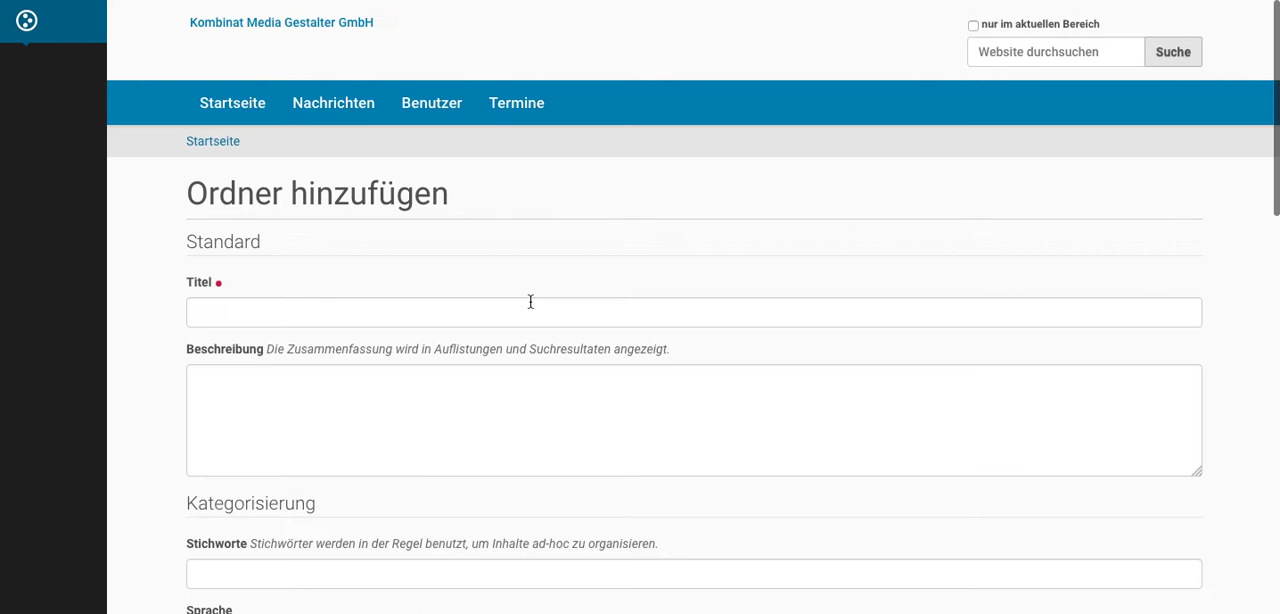 Kombinat Media Gestalter GmbH
nur im aktuellen Bereich
Website durchsuchen Suche
Startseite Nachrichten Benutzer Termine
Startseite
Ordner hinzufügen
Standard
Titel
Beschreibung Die Zusammenfassung wird in Auflistungen und Suchresultaten angezeigt.
Kategorisierung
Stichworte Stichwörter werden in der Regel benutzt, um Inhalte ad-hoc zu organisieren.
Sprache